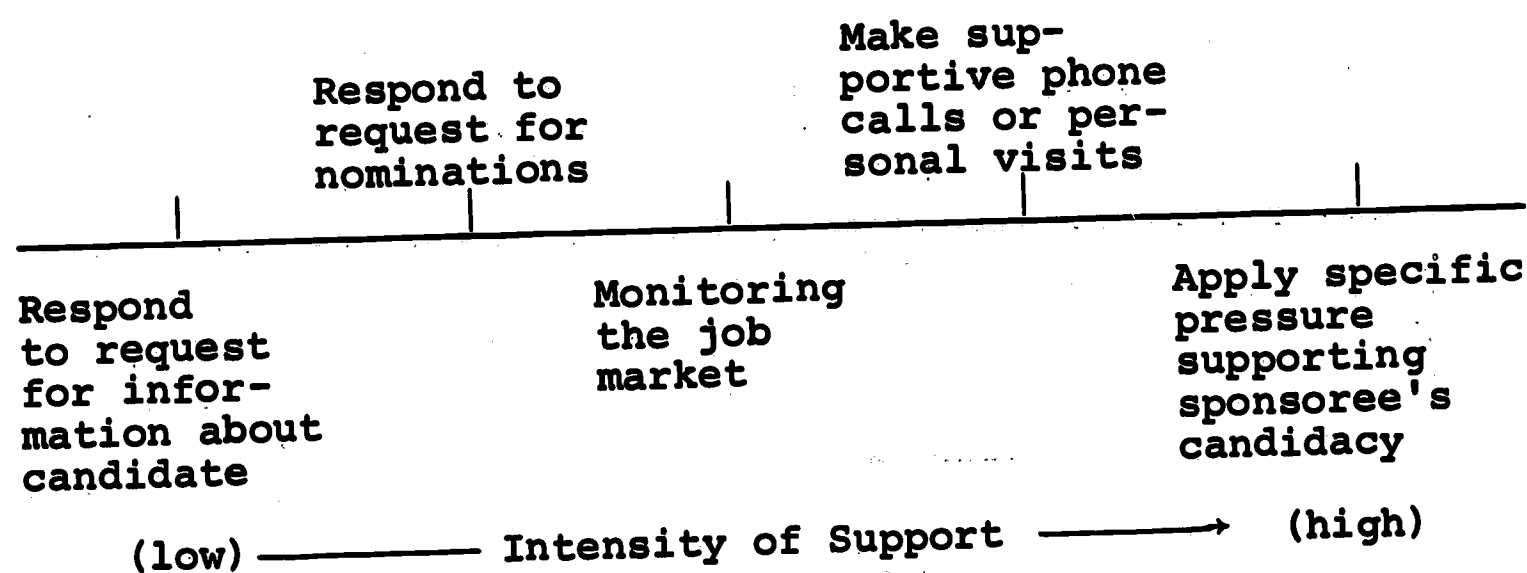 Make sup-
portive phone
calls or per-
sonal visits
Respond to
request for
nominations
Respond
to request
for infor-
mation about
candidate
Monitoring
the job
market
Apply specific
pressure
supporting
sponsoree's
candidacy
(low) Intensity of Support (high)